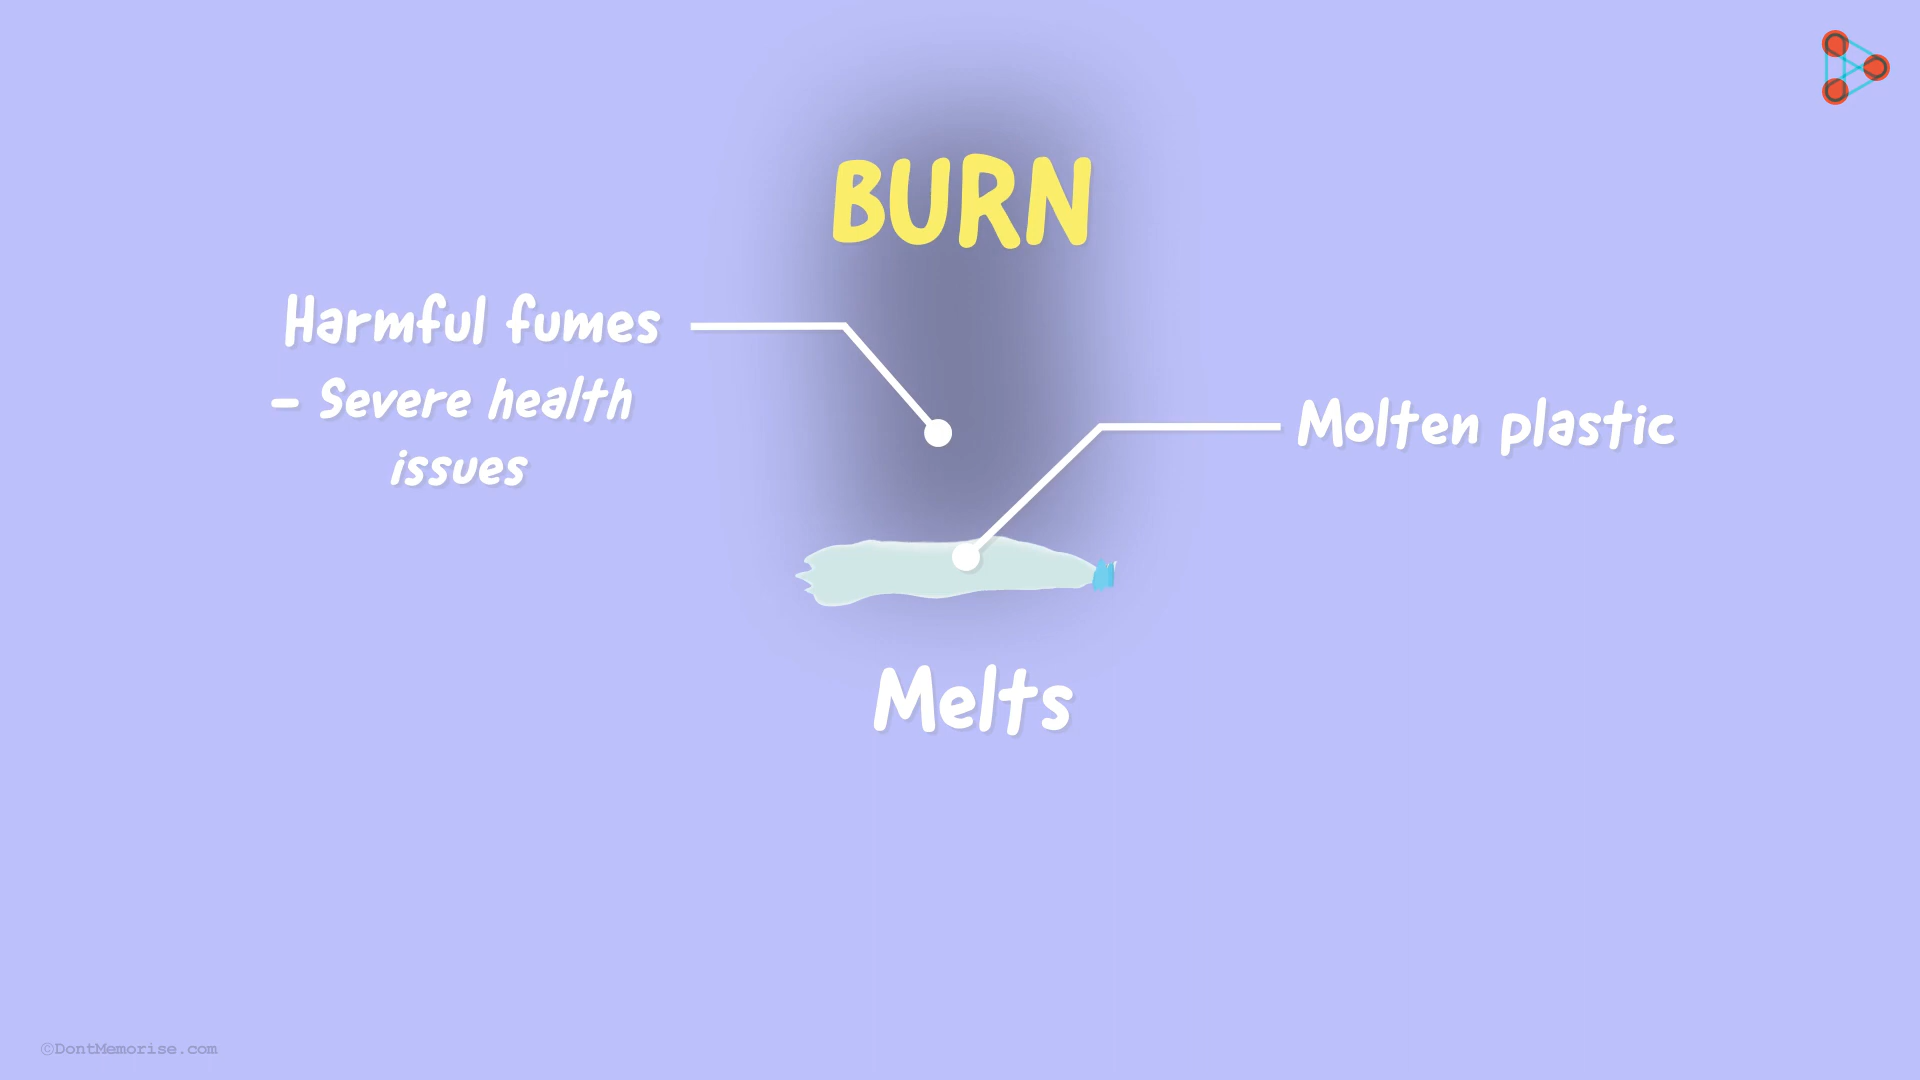 BURN
Harmful fumes
- Severe health
issues
Molten plastic
Melts
©DontMemorise.com